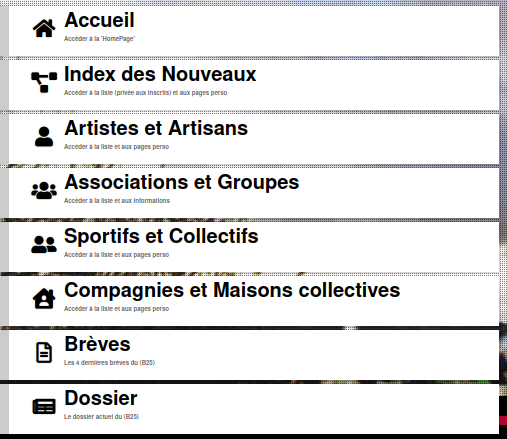 Accueil
Accéder à la 'HomePage'
Index des Nouveaux
Accéder à la liste (privée aux inscrits) et aux pages perso
Artistes et Artisans
Accéder à la liste et aux pages perso
Associations et Groupes
Accéder à la liste et aux informations
Sportifs et Collectifs
Accéder à la liste et aux pages perso
Compagnies et Maisons collectives
Accéder à la liste et aux pages perso
Brèves
Les 4 dernières brèves du (B25)
Dossier
Le dossier actuel du (B25)